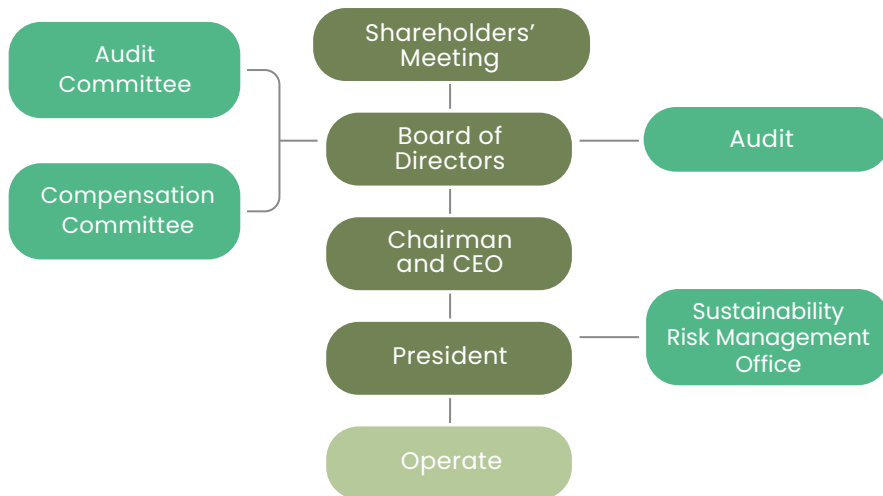 Shareholders’
Meeting
Audit
Committee
Board of
Directors
Audit
Compensation
Committee
Chairman
and CEO
Sustainability
Risk Management
Office
President
Operate